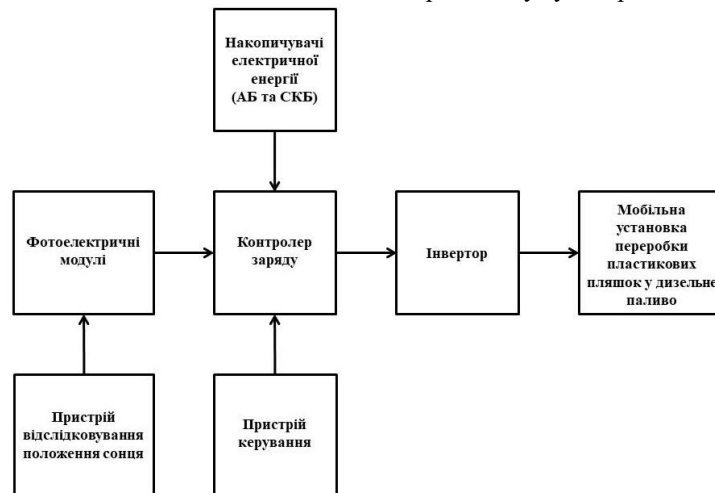 Накопичувачі
електричної
енергії
(АБ та СКБ)
Фотоелектричні
модулі
Контролер
заряду
Інвертор
Мобільна
установка
переробки
пластикових
пляшок у дизельне
паливо
Пристрій
відслідковування
положення сонця
Пристрій
керування